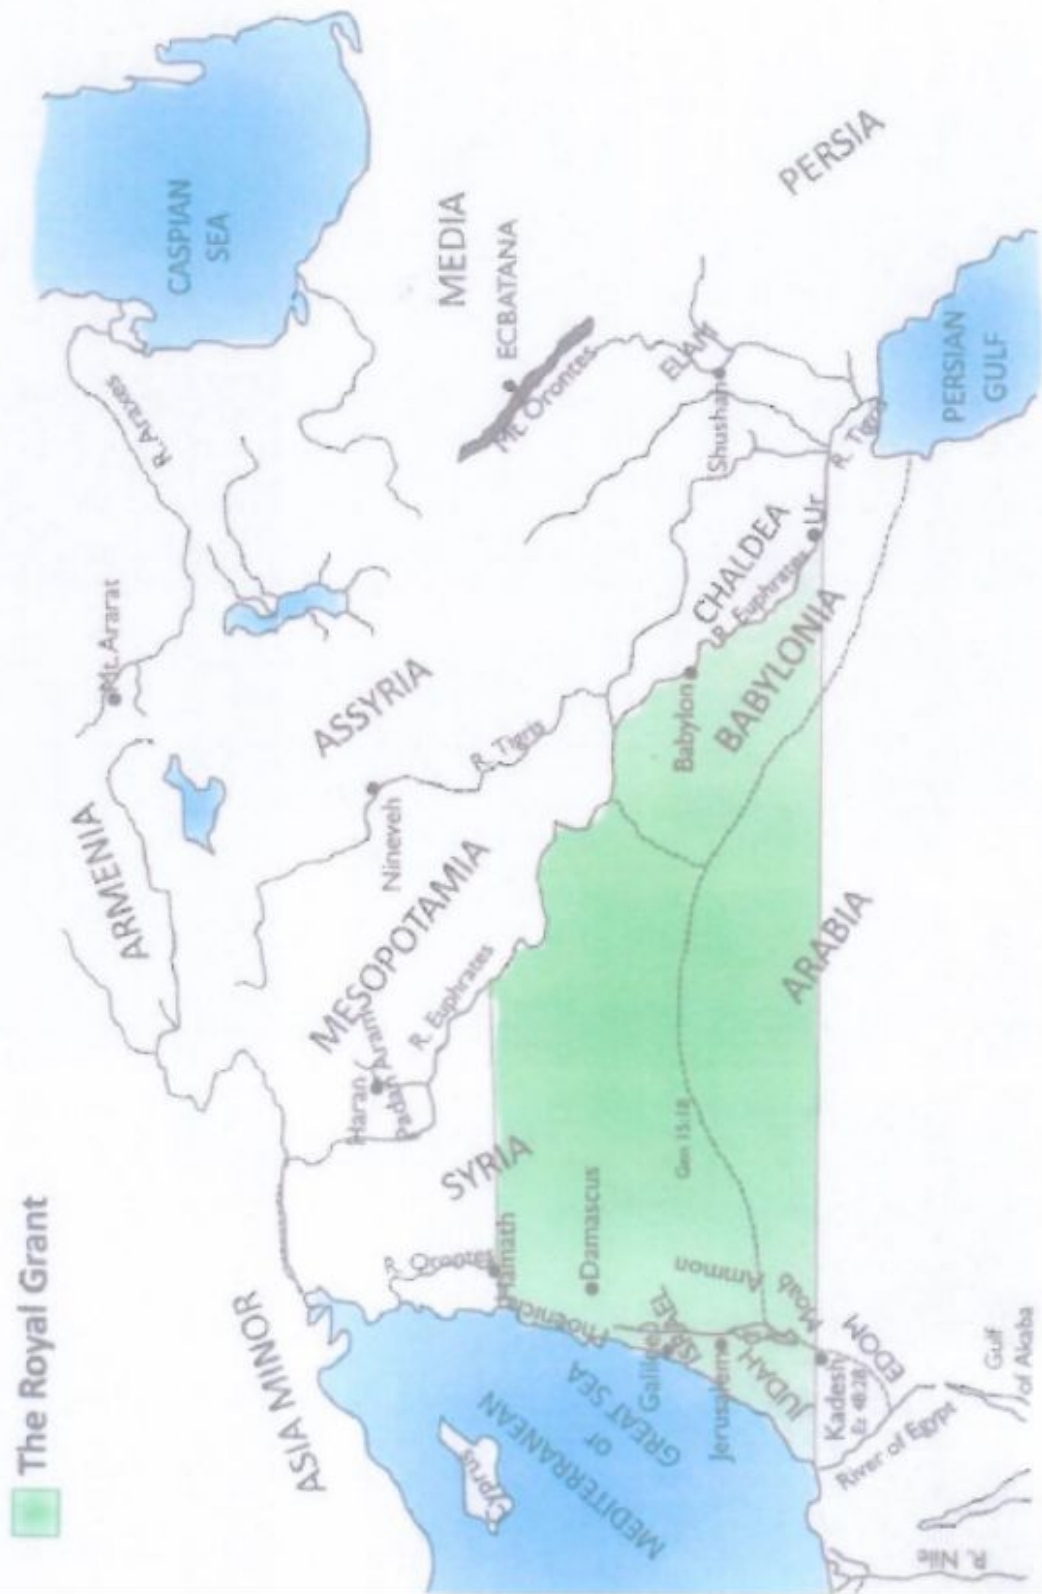 The Royal Grant
ASIA MINOR
ARMENIA
Mt. Ararat
R. Araxes
CASPIAN
SEA
MEDIA
ECBATANA
Mt. Orontes
PERSIA
ELAM
Shushan
PERSIAN
GULF
R. Tigris
ASSYRIA
R. Tigris
Nineveh
MESOPOTAMIA
Haran
Padan Aram
R. Euphrates
SYRIA
R. Orontes
Hamath
Damascus
Phoenicia
CHALDEA
R. Euphrates
Ur
Babylon
BABYLONIA
ARABIA
Gen 15:18
Ammon
Moab
EDOM
ISRAEL
Galilee
Jerusalem
JUDAH
Kadesh
Ez 48:28
River of Egypt
Gulf
of Akaba
R. Nile
Cyprus
MEDITERRANEAN
or
GREAT SEA